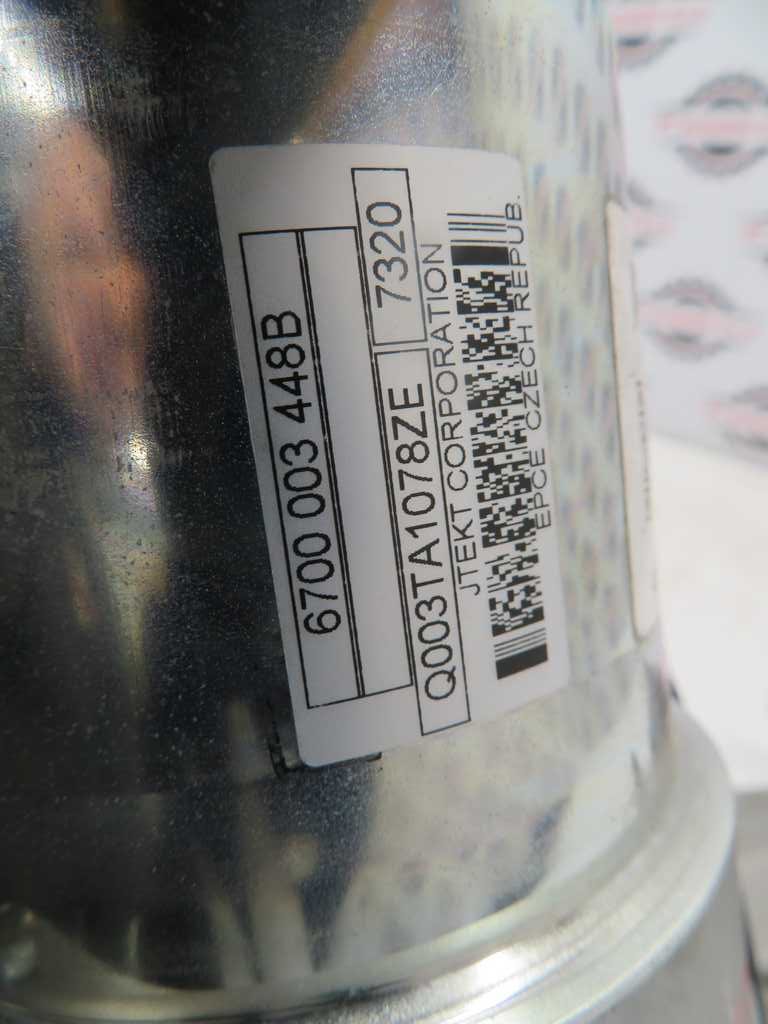 6700 003 448B
7320
Q003TA1078ZE
JTEKT CORPORATION
EPCE CZECH REPUB.